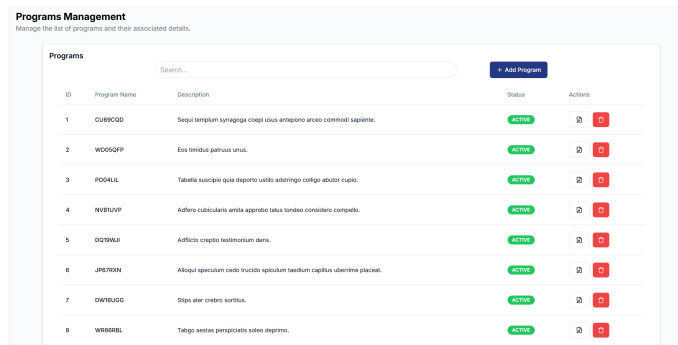 Programs Management
Manage the list of programs and their associated details.
Programs
Search...
+ Add Program
ID Program Name Description Status Actions
1 CU69CQD Sequi templum synagoga coepi usus antepono arceo commodi sapiente. ACTIVE
2 WD05QFP Eos timidus patruus unus. ACTIVE
3 PD04LIL Tabella suscipio quia deporto ustilo adstringo colligo abutor cupio. ACTIVE
4 NV81UVP Adfero cubicularis amita approbo talus tondeo considero compello. ACTIVE
5 DQ19WJI Adflicto creptio testimonium dens. ACTIVE
6 JP67RXN Alioqui speculum cedo trucido spiculum taedium capillus uberrime placeat. ACTIVE
7 DW16UGG Stips ater crebro sortitus. ACTIVE
8 WR86RBL Tabgo aestas perspiciatis soleo deprimo. ACTIVE